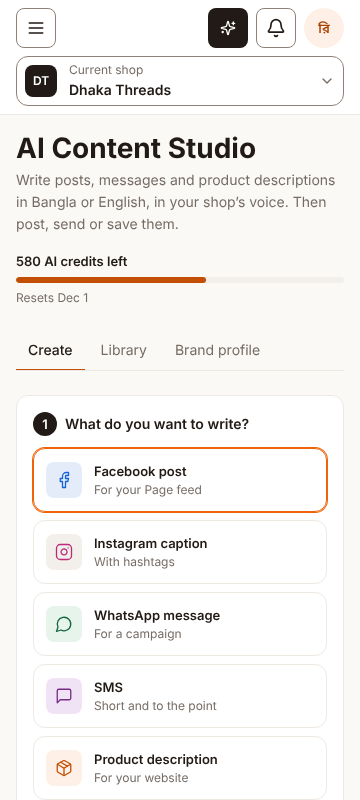 রি
DT
Current shop
Dhaka Threads
AI Content Studio
Write posts, messages and product descriptions
in Bangla or English, in your shop's voice. Then
post, send or save them.
580 AI credits left
Resets Dec 1
Create
Library
Brand profile
1
What do you want to write?
Facebook post
For your Page feed
Instagram caption
With hashtags
WhatsApp message
For a campaign
SMS
Short and to the point
Product description
For your website